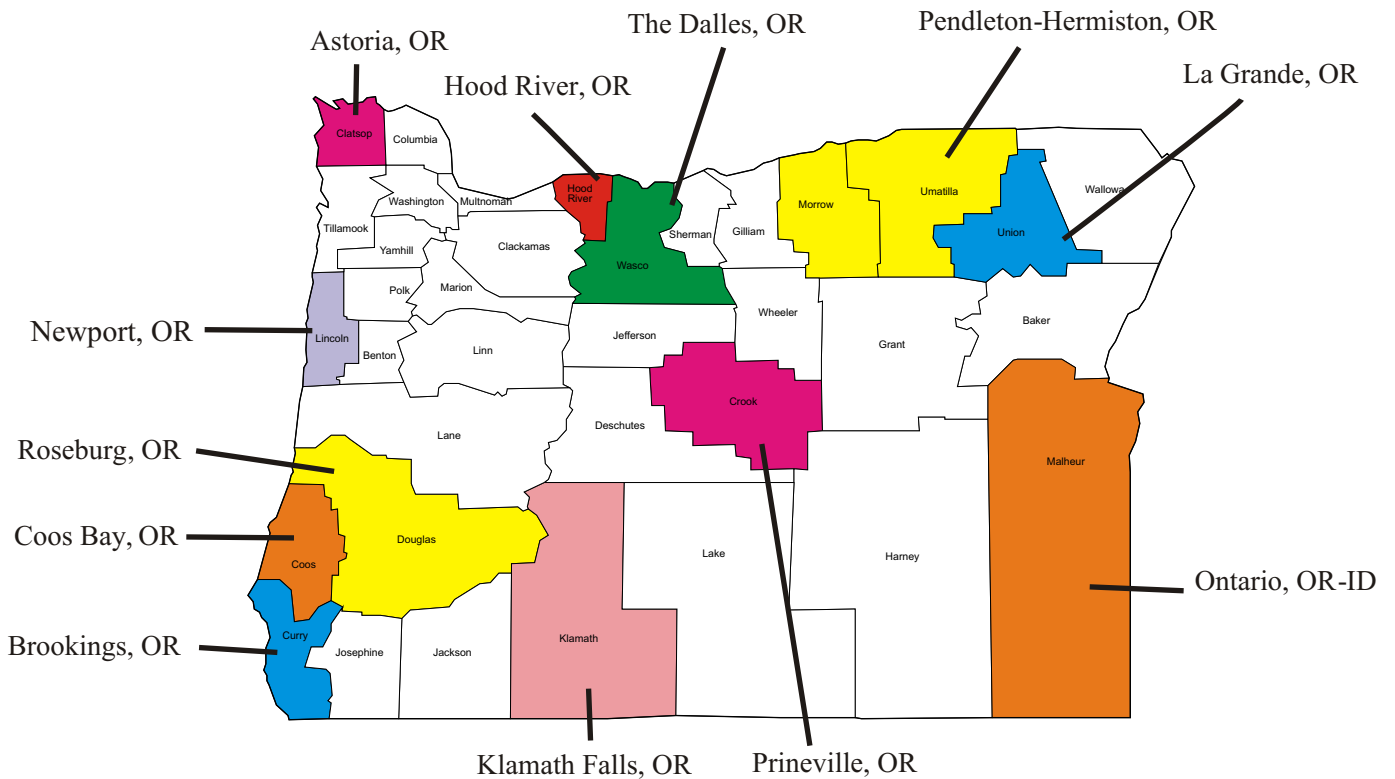 The Dalles, OR
Pendleton-Hermiston, OR
Astoria, OR
Hood River, OR
La Grande, OR
Clatsop
Columbia
Hood
River
Washington
Multnomah
Morrow
Umatilla
Wallowa
Tillamook
Sherman
Gilliam
Union
Yamhill
Clackamas
Wasco
Polk
Marion
Wheeler
Newport, OR
Lincoln
Benton
Linn
Jefferson
Grant
Baker
Crook
Deschutes
Lane
Roseburg, OR
Malheur
Coos Bay, OR
Douglas
Coos
Lake
Harney
Ontario, OR-ID
Brookings, OR
Curry
Josephine
Jackson
Klamath
Klamath Falls, OR
Prineville, OR